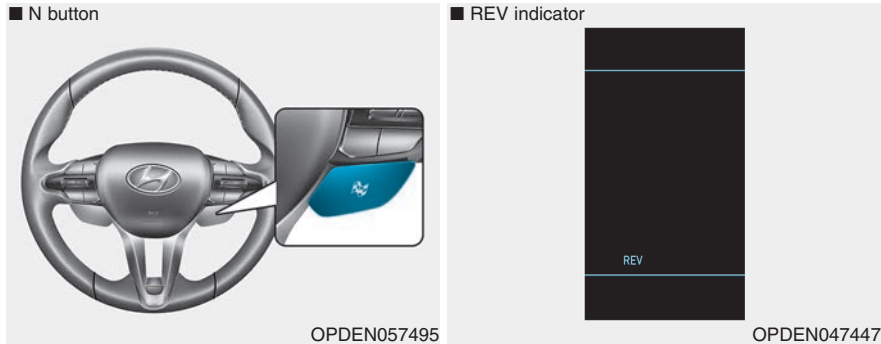 ■ N button
■ REV indicator
REV
OPDEN057495
OPDEN047447